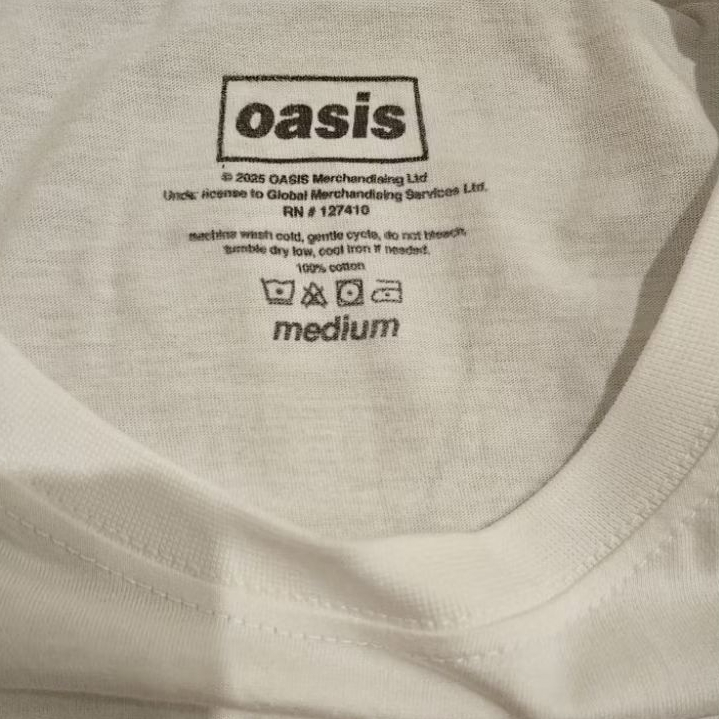 oasis
© 2025 OASIS Merchandising Ltd
Under license to Global Merchandising Services Ltd.
RN # 127410
machine wash cold, gentle cycle, do not bleach,
tumble dry low, cool iron if needed.
100% cotton
medium